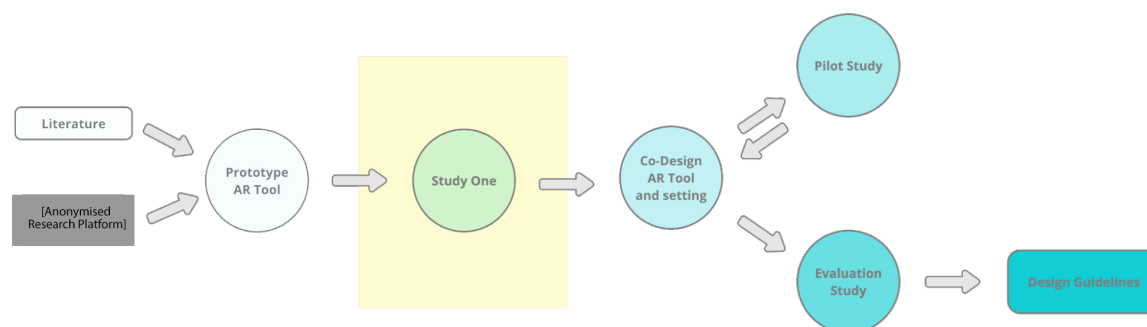 Literature
[Anonymised
Research Platform]
Prototype
AR Tool
Study One
Co-Design
AR Tool
and setting
Pilot Study
Evaluation
Study
Design Guidelines